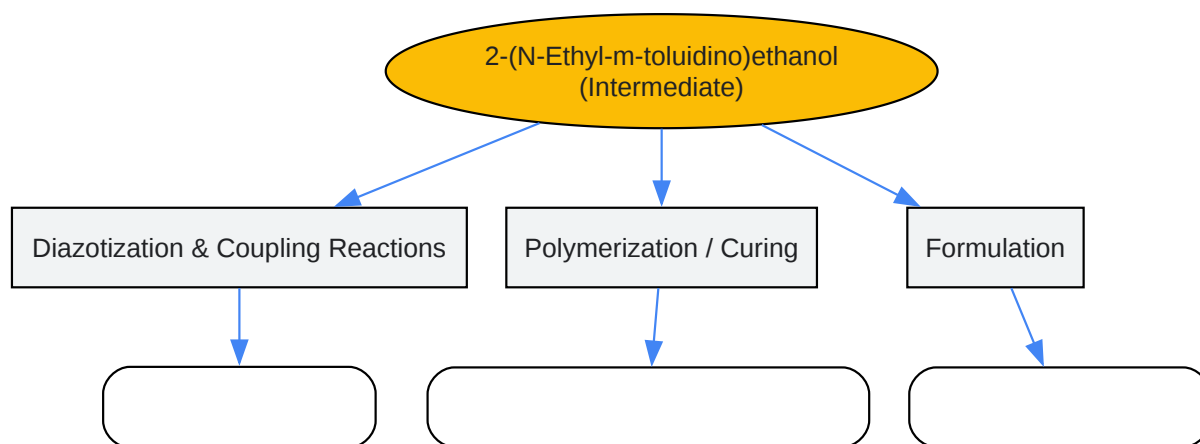 2-(N-Ethyl-m-toluidino)ethanol
(Intermediate)
Diazotization & Coupling Reactions
Polymerization / Curing
Formulation